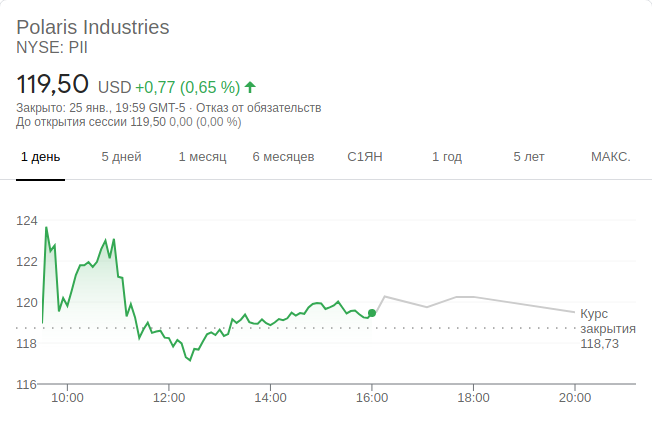 Polaris Industries
NYSE: PII
119,50 USD +0,77 (0,65 %)
Закрыто: 25 янв., 19:59 GMT-5 · Отказ от обязательств
До открытия сессии 119,50 0,00 (0,00 %)
1 день 5 дней 1 месяц 6 месяцев С1ЯН 1 год 5 лет МАКС.
124
122
120
118
116
Курс
закрытия
118,73
10:00 12:00 14:00 16:00 18:00 20:00